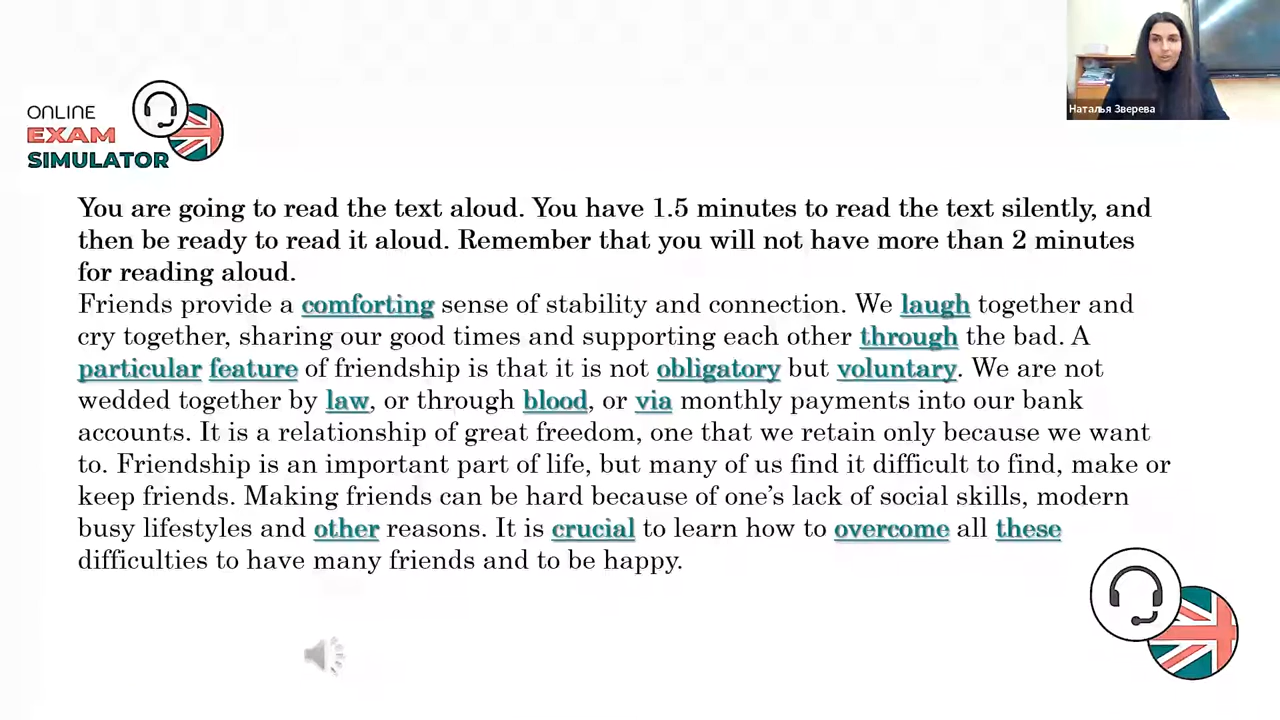 Наталья Зверева
ONLINE
EXAM
SIMULATOR
You are going to read the text aloud. You have 1.5 minutes to read the text silently, and
then be ready to read it aloud. Remember that you will not have more than 2 minutes
for reading aloud.
Friends provide a comforting sense of stability and connection. We laugh together and
cry together, sharing our good times and supporting each other through the bad. A
particular feature of friendship is that it is not obligatory but voluntary. We are not
wedded together by law, or through blood, or via monthly payments into our bank
accounts. It is a relationship of great freedom, one that we retain only because we want
to. Friendship is an important part of life, but many of us find it difficult to find, make or
keep friends. Making friends can be hard because of one's lack of social skills, modern
busy lifestyles and other reasons. It is crucial to learn how to overcome all these
difficulties to have many friends and to be happy.